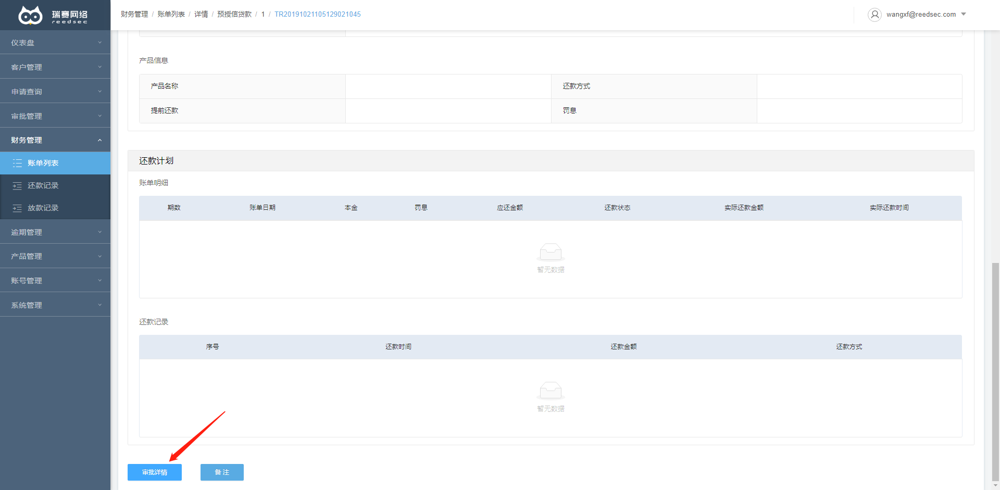 瑞赛网络
reedsec
财务管理 / 账单列表 / 详情 / 预授信贷款 / 1 / TR20191021105129021045
wangxf@reedsec.com
仪表盘
客户管理
申请查询
审批管理
财务管理
账单列表
还款记录
放款记录
逾期管理
产品管理
账号管理
系统管理
产品信息
产品名称 还款方式
提前还款 罚息
还款计划
账单明细
期数 账单日期 本金 罚息 应还金额 还款状态 实际还款金额 实际还款时间
暂无数据
还款记录
序号 还款时间 还款金额 还款方式
暂无数据
审批详情 备 注